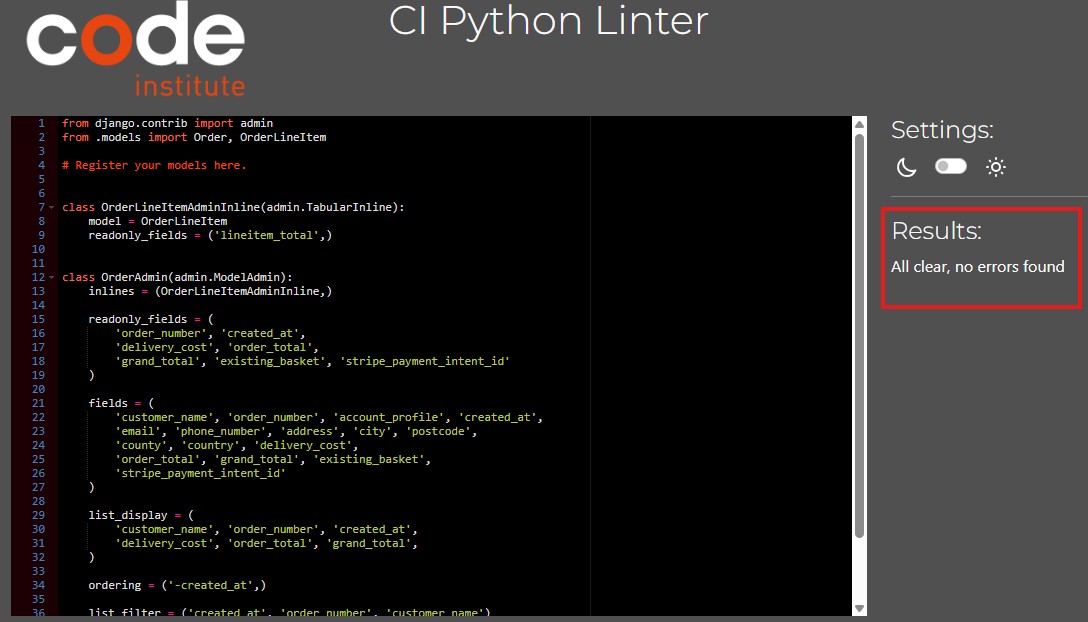 code
institute
CI Python Linter
1 from django.contrib import admin
2 from .models import Order, OrderLineItem
3
4 # Register your models here.
5
6
7 class OrderLineItemAdminInline(admin.TabularInline):
8 model = OrderLineItem
9 readonly_fields = ('lineitem_total',)
10
11
12 class OrderAdmin(admin.ModelAdmin):
13 inlines = (OrderLineItemAdminInline,)
14
15 readonly_fields = (
16 'order_number', 'created_at',
17 'delivery_cost', 'order_total',
18 'grand_total', 'existing_basket', 'stripe_payment_intent_id'
19 )
20
21 fields = (
22 'customer_name', 'order_number', 'account_profile', 'created_at',
23 'email', 'phone_number', 'address', 'city', 'postcode',
24 'county', 'country', 'delivery_cost',
25 'order_total', 'grand_total', 'existing_basket',
26 'stripe_payment_intent_id'
27 )
28
29 list_display = (
30 'customer_name', 'order_number', 'created_at',
31 'delivery_cost', 'order_total', 'grand_total',
32 )
33
34 ordering = ('-created_at',)
35
36 list_filter = ('created_at', 'order_number', 'customer_name')
Settings:
Results:
All clear, no errors found